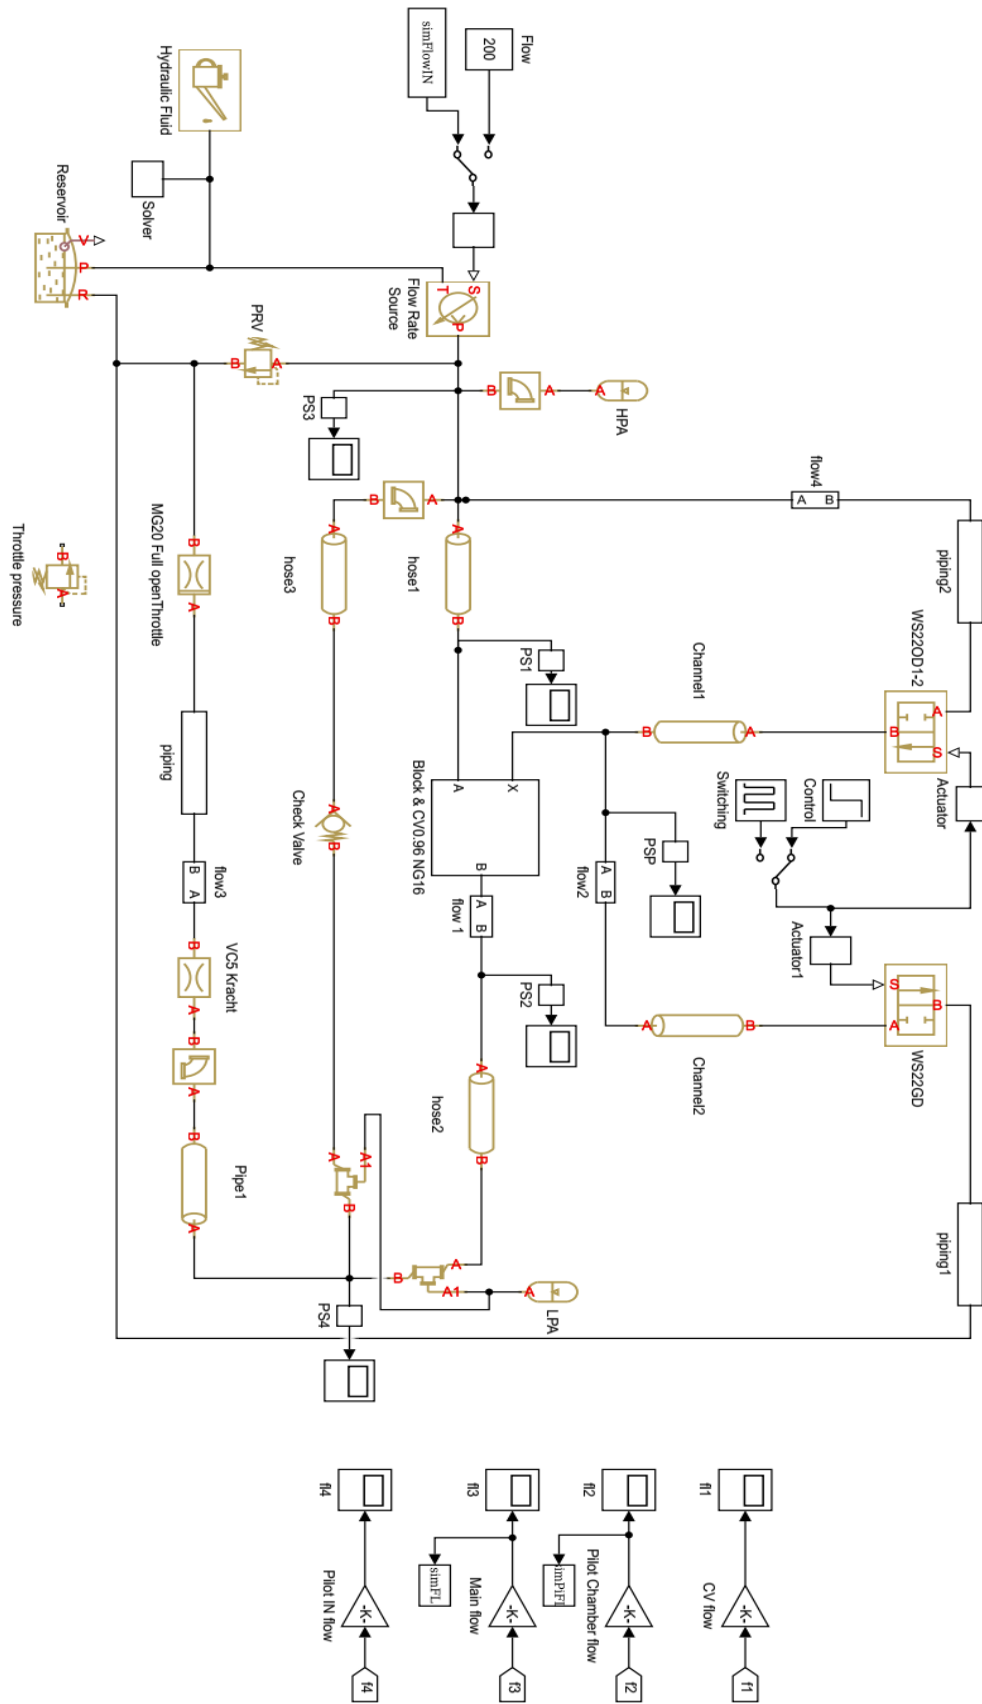 Flow
200
simFlowIN
Hydraulic Fluid
Solver
Reservoir
V
P
R
S
T
P
Flow Rate
Source
PRV
B
A
PS3
B
A
A
HPA
flow4
A B
piping2
B
A
hose3
A
B
hose1
A
B
MG20 Full openThrottle
B
A
Throttle pressure
B
A
PS1
Channel1
B
A
WS22OD1-2
A
B
S
Actuator
Control
Switching
Actuator1
piping
Check Valve
A
B
Block & CV0.96 NG16
X
A
B
PSP
flow2
A B
flow 1
A B
flow3
B A
VC5 Kracht
B
A
B
A
PS2
hose2
A
B
Channel2
A
B
WS22GD
S
B
A
piping1
Pipe1
B
A
A
A1
B
B
A
A1
A
LPA
PS4
fl4
fl3
fl2
fl1
simFL
simPiFl
Pilot IN flow
Main flow
Pilot Chamber flow
CV flow
-K-
-K-
-K-
-K-
f4
f3
f2
f1